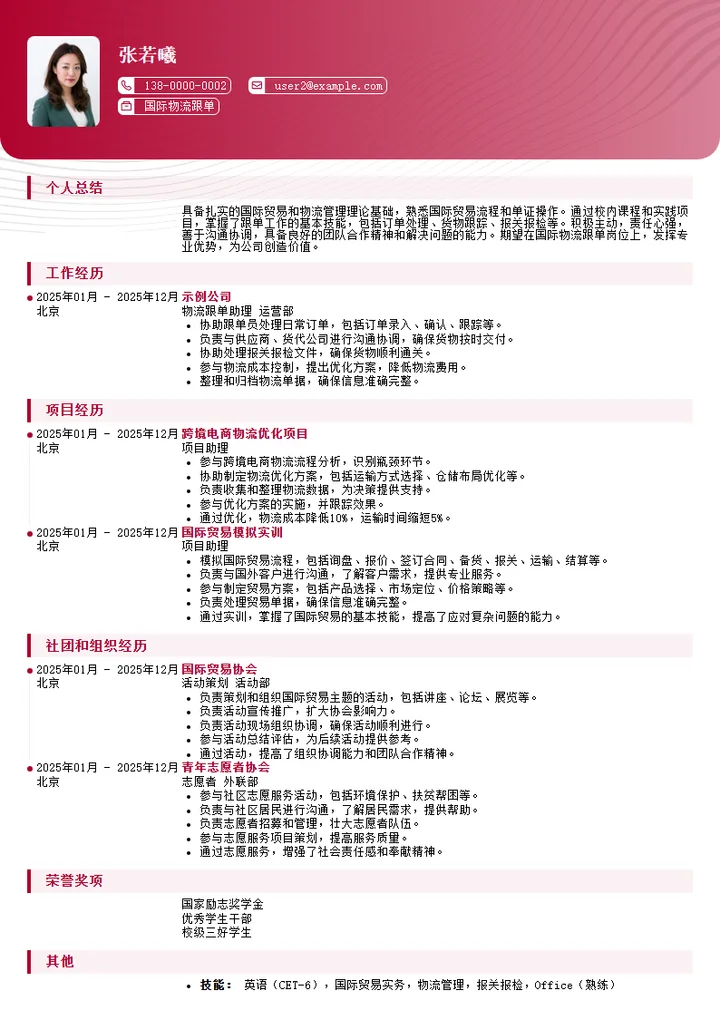 张若曦
138-0000-0002
user2@example.com
国际物流跟单
个人总结
具备扎实的国际贸易和物流管理理论基础，熟悉国际贸易流程和单证操作。通过校内课程和实践项
目，掌握了跟单工作的基本技能，包括订单处理、货物跟踪、报关报检等。积极主动，责任心强，
善于沟通协调，具备良好的团队合作精神和解决问题的能力。期望在国际物流跟单岗位上，发挥专
业优势，为公司创造价值。
工作经历
2025年01月 - 2025年12月 示例公司
北京 物流跟单助理 运营部
• 协助跟单员处理日常订单，包括订单录入、确认、跟踪等。
• 负责与供应商、货代公司进行沟通协调，确保货物按时交付。
• 协助处理报关报检文件，确保货物顺利通关。
• 参与物流成本控制，提出优化方案，降低物流费用。
• 整理和归档物流单据，确保信息准确完整。
项目经历
2025年01月 - 2025年12月 跨境电商物流优化项目
北京 项目助理
• 参与跨境电商物流流程分析，识别瓶颈环节。
• 协助制定物流优化方案，包括运输方式选择、仓储布局优化等。
• 负责收集和整理物流数据，为决策提供支持。
• 参与优化方案的实施，并跟踪效果。
• 通过优化，物流成本降低10%，运输时间缩短5%。
2025年01月 - 2025年12月 国际贸易模拟实训
北京 项目助理
• 模拟国际贸易流程，包括询盘、报价、签订合同、备货、报关、运输、结算等。
• 负责与国外客户进行沟通，了解客户需求，提供专业服务。
• 参与制定贸易方案，包括产品选择、市场定位、价格策略等。
• 负责处理贸易单据，确保信息准确完整。
• 通过实训，掌握了国际贸易的基本技能，提高了应对复杂问题的能力。
社团和组织经历
2025年01月 - 2025年12月 国际贸易协会
北京 活动策划 活动部
• 负责策划和组织国际贸易主题的活动，包括讲座、论坛、展览等。
• 负责活动宣传推广，扩大协会影响力。
• 负责活动现场组织协调，确保活动顺利进行。
• 参与活动总结评估，为后续活动提供参考。
• 通过活动，提高了组织协调能力和团队合作精神。
2025年01月 - 2025年12月 青年志愿者协会
北京 志愿者 外联部
• 参与社区志愿服务活动，包括环境保护、扶贫帮困等。
• 负责与社区居民进行沟通，了解居民需求，提供帮助。
• 负责志愿者招募和管理，壮大志愿者队伍。
• 参与志愿服务项目策划，提高服务质量。
• 通过志愿服务，增强了社会责任感和奉献精神。
荣誉奖项
国家励志奖学金
优秀学生干部
校级三好学生
其他
• 技能： 英语（CET-6），国际贸易实务，物流管理，报关报检，Office（熟练）